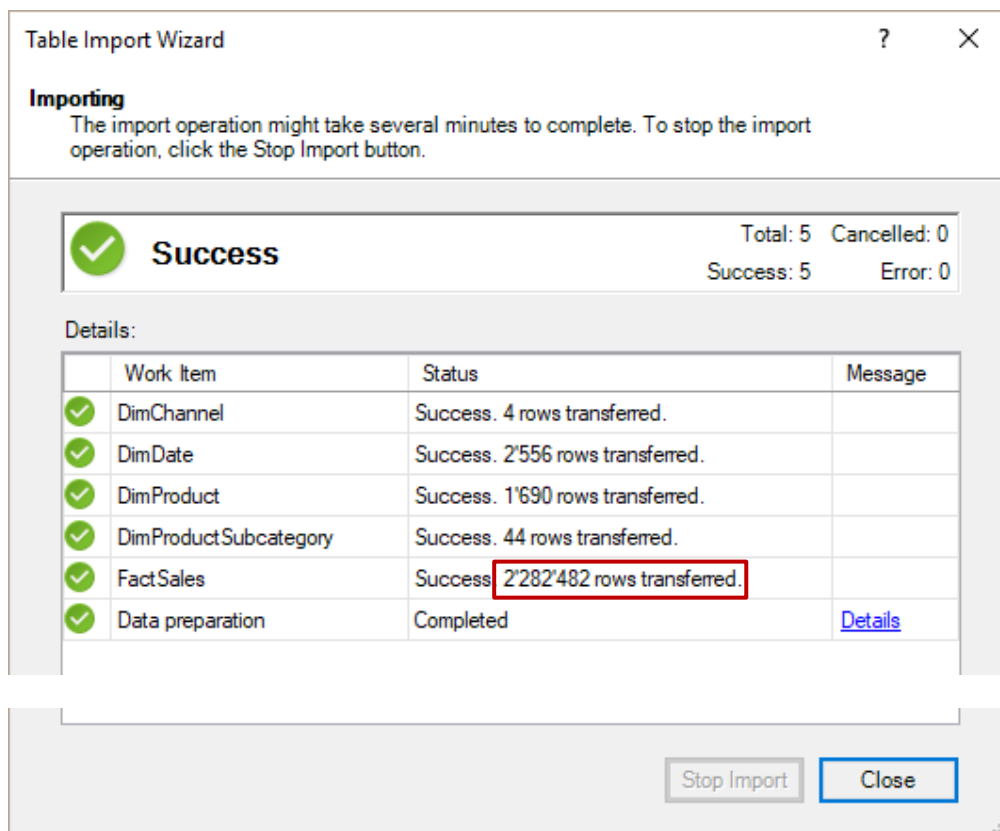 Table Import Wizard ?
Importing
The import operation might take several minutes to complete. To stop the import
operation, click the Stop Import button.
Success
Total: 5 Cancelled: 0
Success: 5 Error: 0
Details:
Work Item Status Message
DimChannel Success. 4 rows transferred.
DimDate Success. 2'556 rows transferred.
DimProduct Success. 1'690 rows transferred.
DimProductSubcategory Success. 44 rows transferred.
FactSales Success. 2'282'482 rows transferred.
Data preparation Completed Details
Stop Import Close